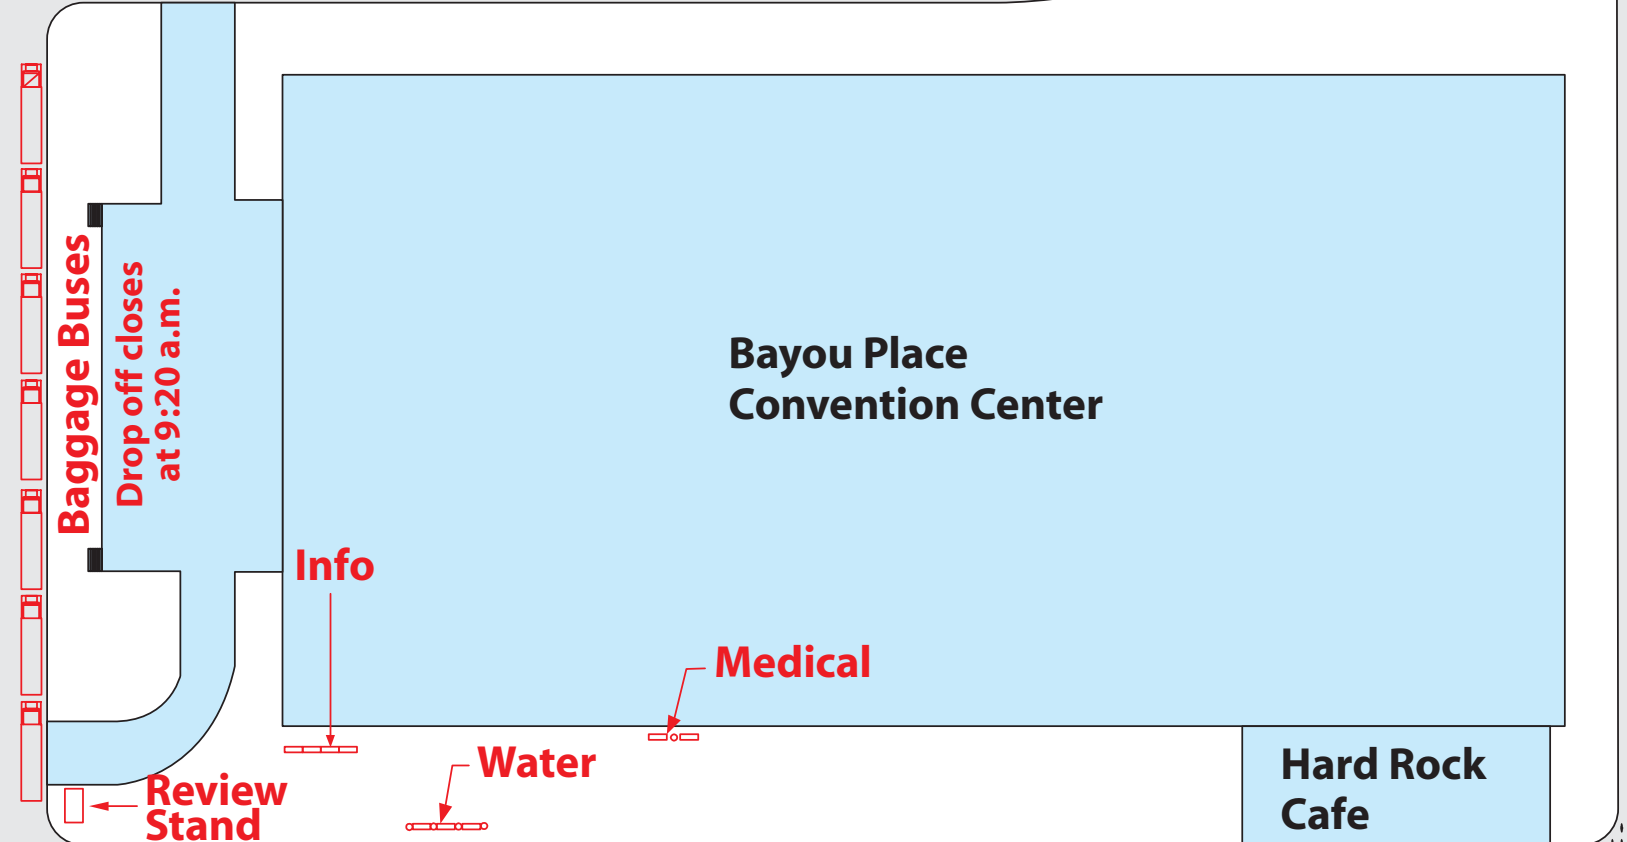 Baggage Buses
Drop off closes
at 9:20 a.m.
Bayou Place
Convention Center
Info
Medical
Water
Review
Stand
Hard Rock
Cafe